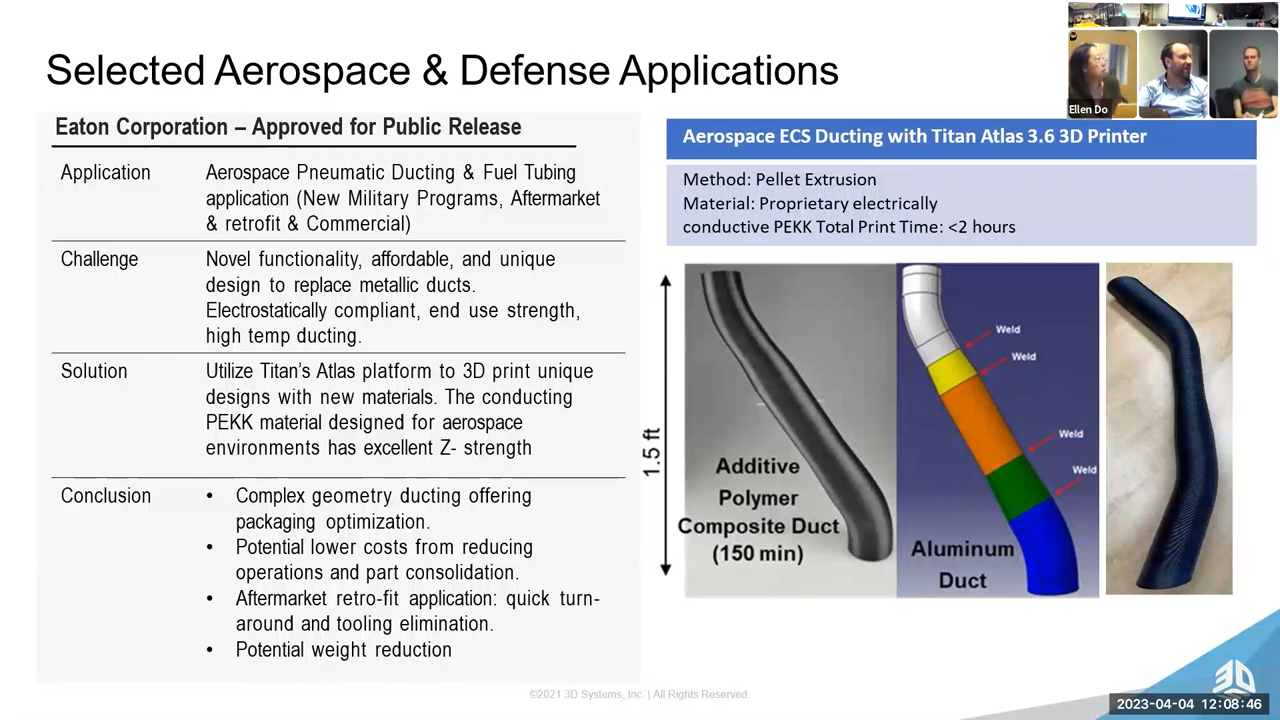 Selected Aerospace & Defense Applications
Ellen Do
Eaton Corporation – Approved for Public Release
Application
Aerospace Pneumatic Ducting & Fuel Tubing
application (New Military Programs, Aftermarket
& retrofit & Commercial)
Challenge
Novel functionality, affordable, and unique
design to replace metallic ducts.
Electrostatically compliant, end use strength,
high temp ducting.
Solution
Utilize Titan's Atlas platform to 3D print unique
designs with new materials. The conducting
PEKK material designed for aerospace
environments has excellent Z- strength
Conclusion
• Complex geometry ducting offering
packaging optimization.
• Potential lower costs from reducing
operations and part consolidation.
• Aftermarket retro-fit application: quick turn-
around and tooling elimination.
• Potential weight reduction
Aerospace ECS Ducting with Titan Atlas 3.6 3D Printer
Method: Pellet Extrusion
Material: Proprietary electrically
conductive PEKK Total Print Time: <2 hours
1.5 ft
Additive
Polymer
Composite Duct
(150 min)
Weld
Weld
Weld
Weld
Aluminum
Duct
©2021 3D Systems, Inc. | All Rights Reserved.
3D
2023-04-04 12:08:46